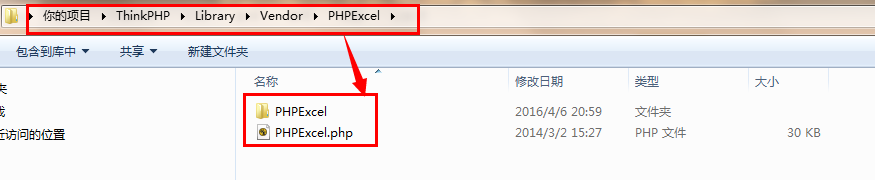 你的项目 ThinkPHP Library Vendor PHPExcel
包含到库中 共享 新建文件夹
名称 修改日期 类型 大小
夹
PHPExcel 2016/4/6 20:59 文件夹
PHPExcel.php 2014/3/2 15:27 PHP 文件 30 KB
近访问的位置